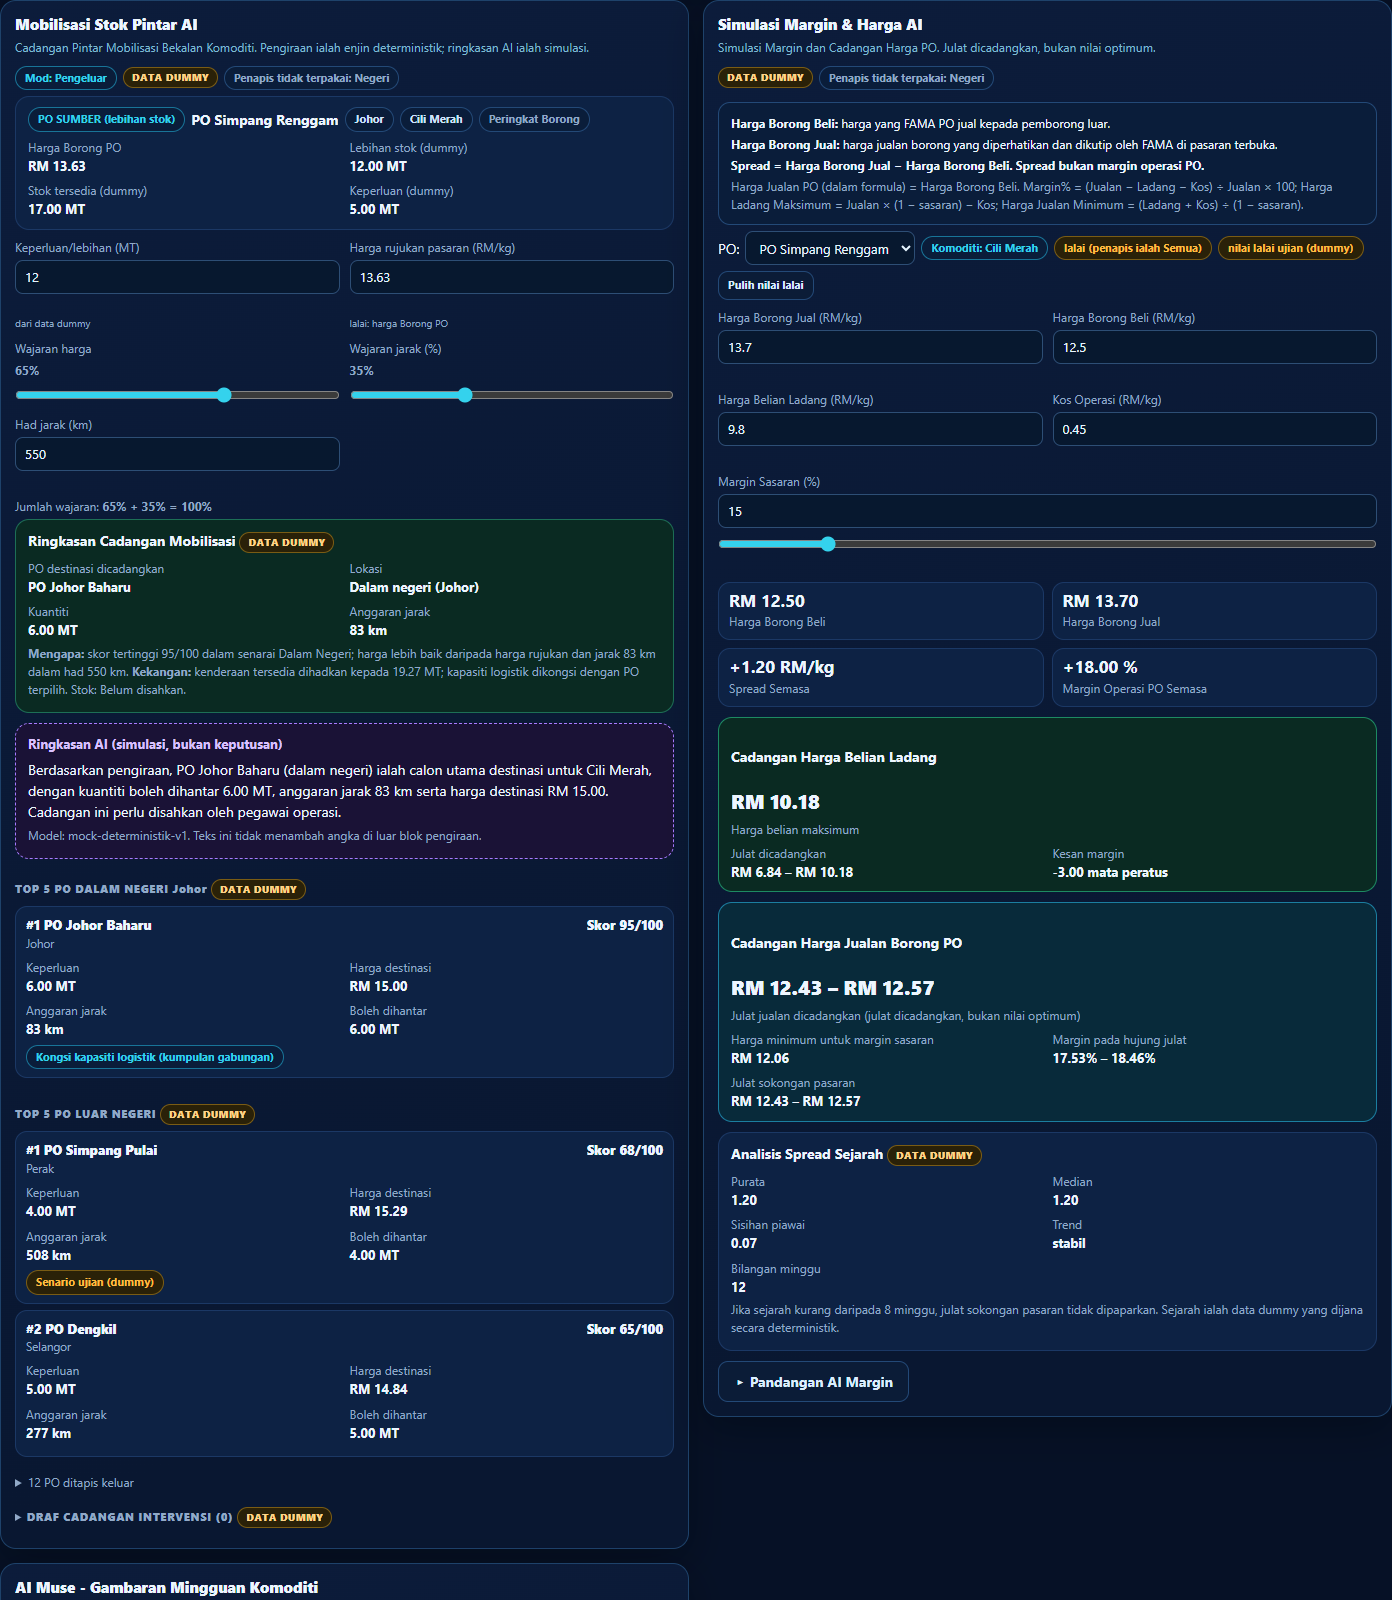 Mobilisasi Stok Pintar AI
Cadangan Pintar Mobilisasi Bekalan Komoditi. Pengiraan ialah enjin deterministik; ringkasan AI ialah simulasi.
Mod: Pengeluar
DATA DUMMY
Penapis tidak terpakai: Negeri
PO SUMBER (lebihan stok)
PO Simpang Renggam
Johor
Cili Merah
Peringkat Borong
Harga Borong PO
RM 13.63
Lebihan stok (dummy)
12.00 MT
Stok tersedia (dummy)
17.00 MT
Keperluan (dummy)
5.00 MT
Keperluan/lebihan (MT)
12
dari data dummy
Harga rujukan pasaran (RM/kg)
13.63
lalai: harga Borong PO
Wajaran harga
65%
Wajaran jarak (%)
35%
Had jarak (km)
550
Jumlah wajaran: 65% + 35% = 100%
Ringkasan Cadangan Mobilisasi
DATA DUMMY
PO destinasi dicadangkan
PO Johor Baharu
Lokasi
Dalam negeri (Johor)
Kuantiti
6.00 MT
Anggaran jarak
83 km
Mengapa: skor tertinggi 95/100 dalam senarai Dalam Negeri; harga lebih baik daripada harga rujukan dan jarak 83 km
dalam had 550 km. Kekangan: kenderaan tersedia dihadkan kepada 19.27 MT; kapasiti logistik dikongsi dengan PO
terpilih. Stok: Belum disahkan.
Ringkasan AI (simulasi, bukan keputusan)
Berdasarkan pengiraan, PO Johor Baharu (dalam negeri) ialah calon utama destinasi untuk Cili Merah,
dengan kuantiti boleh dihantar 6.00 MT, anggaran jarak 83 km serta harga destinasi RM 15.00.
Cadangan ini perlu disahkan oleh pegawai operasi.
Model: mock-deterministik-v1. Teks ini tidak menambah angka di luar blok pengiraan.
TOP 5 PO DALAM NEGERI Johor
DATA DUMMY
#1 PO Johor Baharu
Skor 95/100
Johor
Keperluan
6.00 MT
Harga destinasi
RM 15.00
Anggaran jarak
83 km
Boleh dihantar
6.00 MT
Kongsi kapasiti logistik (kumpulan gabungan)
TOP 5 PO LUAR NEGERI
DATA DUMMY
#1 PO Simpang Pulai
Skor 68/100
Perak
Keperluan
4.00 MT
Harga destinasi
RM 15.29
Anggaran jarak
508 km
Boleh dihantar
4.00 MT
Senario ujian (dummy)
#2 PO Dengkil
Skor 65/100
Selangor
Keperluan
5.00 MT
Harga destinasi
RM 14.84
Anggaran jarak
277 km
Boleh dihantar
5.00 MT
12 PO ditapis keluar
DRAF CADANGAN INTERVENSI (0)
DATA DUMMY
AI Muse - Gambaran Mingguan Komoditi
Simulasi Margin & Harga AI
Simulasi Margin dan Cadangan Harga PO. Julat dicadangkan, bukan nilai optimum.
DATA DUMMY
Penapis tidak terpakai: Negeri
Harga Borong Beli: harga yang FAMA PO jual kepada pemborong luar.
Harga Borong Jual: harga jualan borong yang diperhatikan dan dikutip oleh FAMA di pasaran terbuka.
Spread = Harga Borong Jual − Harga Borong Beli. Spread bukan margin operasi PO.
Harga Jualan PO (dalam formula) = Harga Borong Beli. Margin% = (Jualan − Ladang − Kos) ÷ Jualan × 100; Harga
Ladang Maksimum = Jualan × (1 − sasaran) − Kos; Harga Jualan Minimum = (Ladang + Kos) ÷ (1 − sasaran).
PO:
PO Simpang Renggam
Komoditi: Cili Merah
lalai (penapis ialah Semua)
nilai lalai ujian (dummy)
Pulih nilai lalai
Harga Borong Jual (RM/kg)
13.7
Harga Borong Beli (RM/kg)
12.5
Harga Belian Ladang (RM/kg)
9.8
Kos Operasi (RM/kg)
0.45
Margin Sasaran (%)
15
RM 12.50
Harga Borong Beli
RM 13.70
Harga Borong Jual
+1.20 RM/kg
Spread Semasa
+18.00 %
Margin Operasi PO Semasa
Cadangan Harga Belian Ladang
RM 10.18
Harga belian maksimum
Julat dicadangkan
RM 6.84 – RM 10.18
Kesan margin
-3.00 mata peratus
Cadangan Harga Jualan Borong PO
RM 12.43 – RM 12.57
Julat jualan dicadangkan (julat dicadangkan, bukan nilai optimum)
Harga minimum untuk margin sasaran
RM 12.06
Margin pada hujung julat
17.53% – 18.46%
Julat sokongan pasaran
RM 12.43 – RM 12.57
Analisis Spread Sejarah
DATA DUMMY
Purata
1.20
Median
1.20
Sisihan piawai
0.07
Trend
stabil
Bilangan minggu
12
Jika sejarah kurang daripada 8 minggu, julat sokongan pasaran tidak dipaparkan. Sejarah ialah data dummy yang dijana
secara deterministik.
Pandangan AI Margin